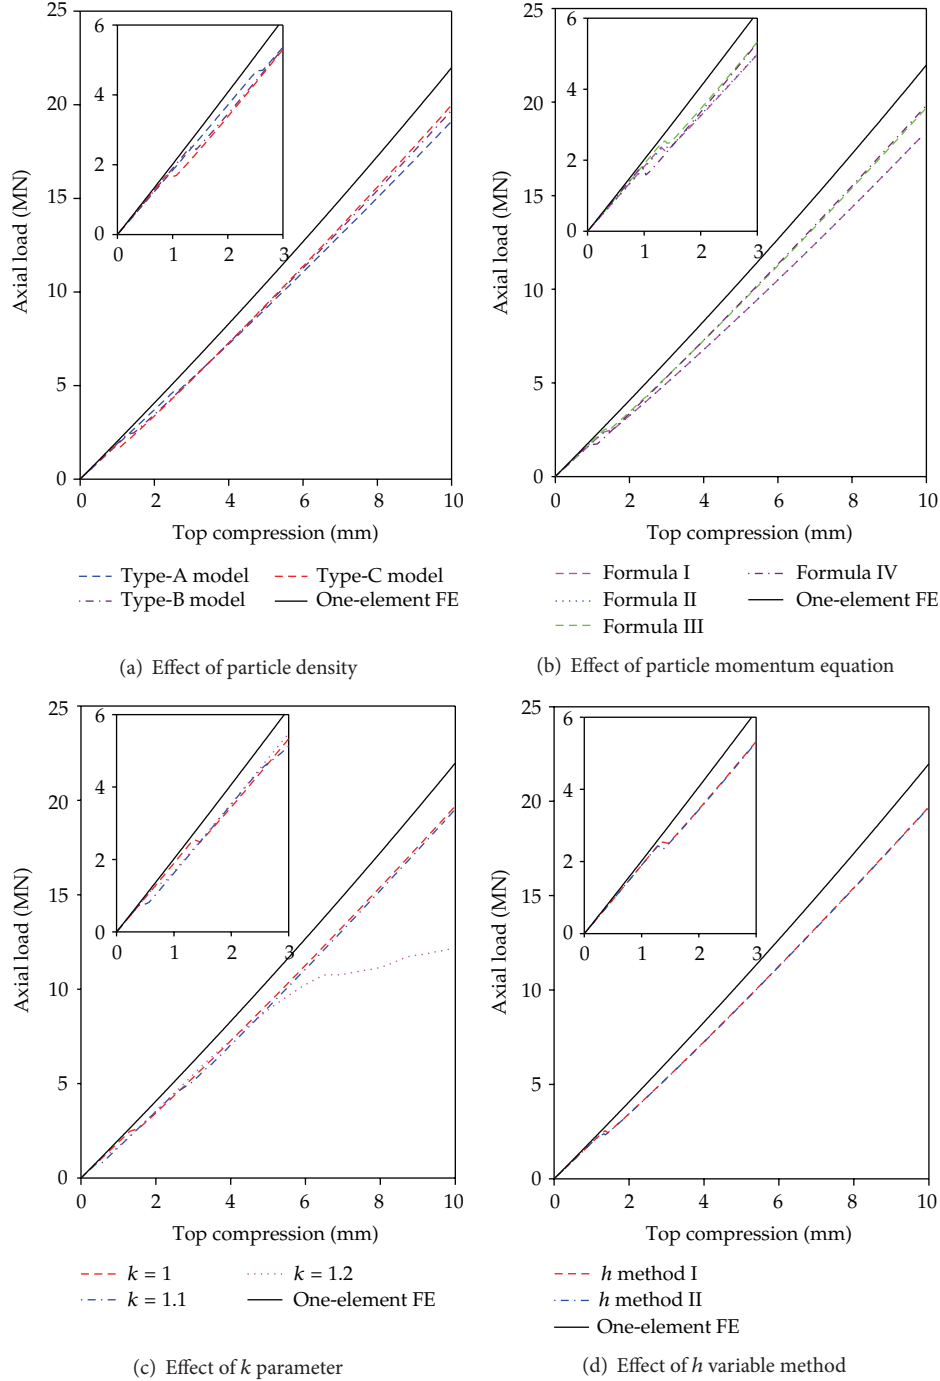 25
20
15
10
5
0
Axial load (MN)
6
4
2
0
0 1 2 3
0 2 4 6 8 10
Top compression (mm)
Type-A model
Type-C model
Type-B model
One-element FE
(a) Effect of particle density
25
20
15
10
5
0
Axial load (MN)
6
4
2
0
0 1 2 3
0 2 4 6 8 10
Top compression (mm)
Formula I
Formula IV
Formula II
One-element FE
Formula III
(b) Effect of particle momentum equation
25
20
15
10
5
0
Axial load (MN)
6
4
2
0
0 1 2 3
0 2 4 6 8 10
Top compression (mm)
k = 1
k = 1.2
k = 1.1
One-element FE
(c) Effect of k parameter
25
20
15
10
5
0
Axial load (MN)
6
4
2
0
0 1 2 3
0 2 4 6 8 10
Top compression (mm)
h method I
h method II
One-element FE
(d) Effect of h variable method